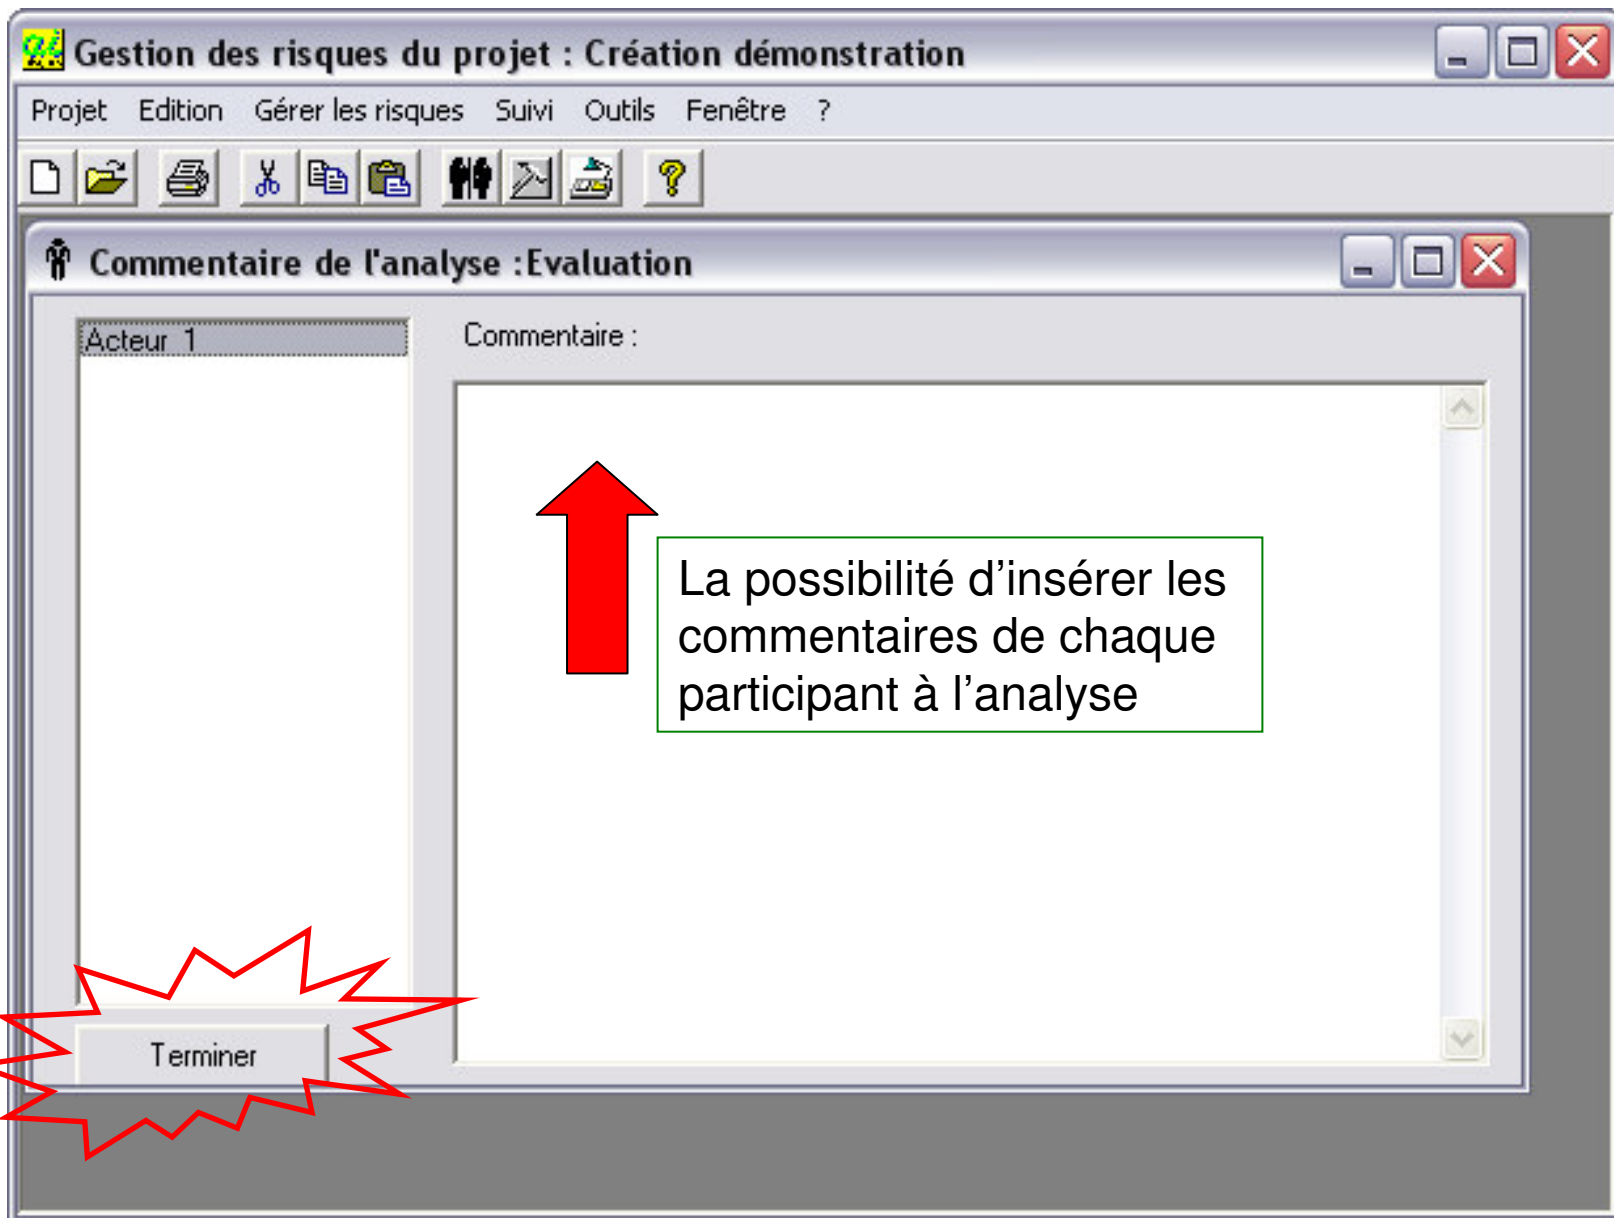 Gestion des risques du projet : Création démonstration
Projet Edition Gérer les risques Suivi Outils Fenêtre ?
Commentaire de l'analyse :Evaluation
Acteur 1
Commentaire :
La possibilité d’insérer les
commentaires de chaque
participant à l’analyse
Terminer